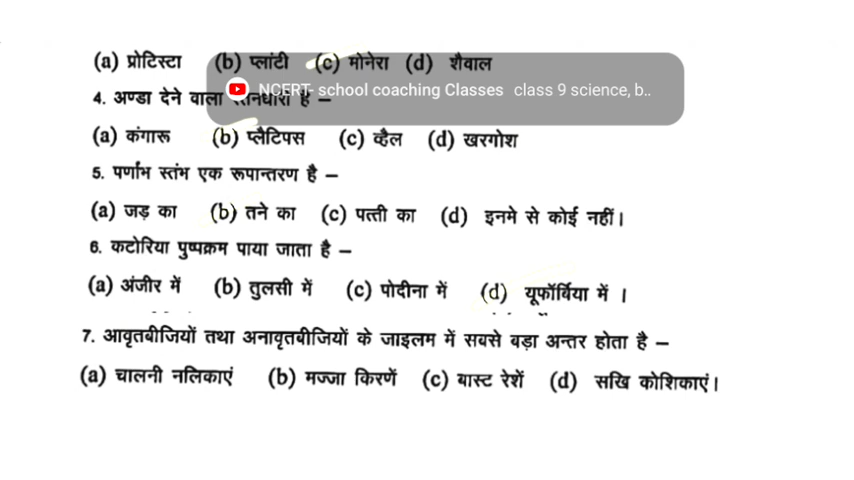 (a) प्रोटिस्टा (b) प्लांटी (c) मोनेरा (d) शैवाल
NCERT- school coaching Classes class 9 science, b..
4. अण्डा देने वाला स्तनधारी है –
(a) कंगारू (b) प्लैटिपस (c) व्हैल (d) खरगोश
5. पर्णाभ स्तंभ एक रूपान्तरण है –
(a) जड़ का (b) तने का (c) पत्ती का (d) इनमे से कोई नहीं।
6. कटोरिया पुष्पक्रम पाया जाता है –
(a) अंजीर में (b) तुलसी में (c) पोदीना में (d) यूफॉर्बिया में ।
7. आवृतबीजियों तथा अनावृतबीजियों के जाइलम में सबसे बड़ा अन्तर होता है –
(a) चालनी नलिकाएं (b) मज्जा किरणें (c) बास्ट रेशें (d) सखि कोशिकाएं।